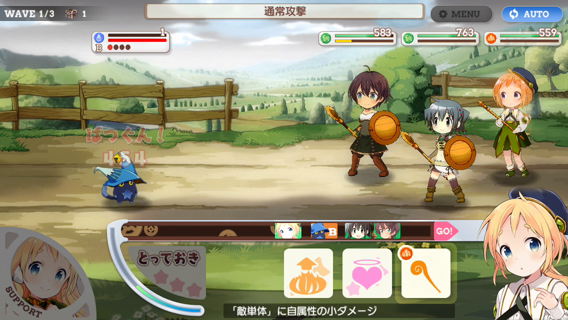 WAVE 1/3 1
通常攻撃
MENU
AUTO
1
B
583
763
559
ばつぐん!
454
B
GO!
とっておき
SUPPORT
「敵単体」に自属性の小ダメージ